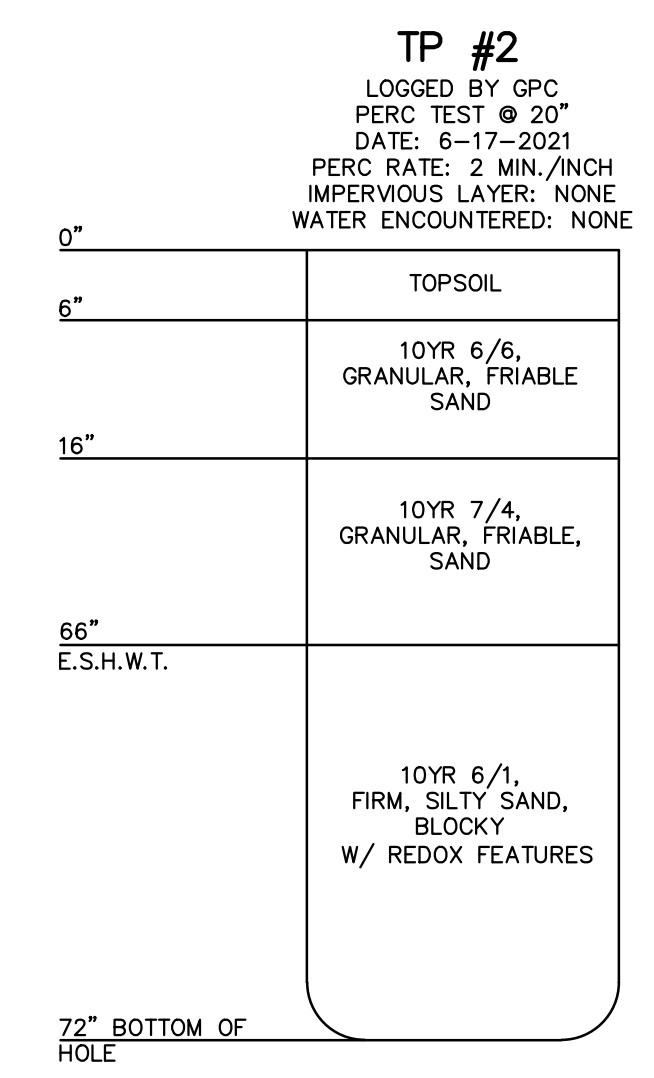 TP #2
LOGGED BY GPC
PERC TEST @ 20”
DATE: 6-17-2021
PERC RATE: 2 MIN./INCH
IMPERVIOUS LAYER: NONE
WATER ENCOUNTERED: NONE
0”
TOPSOIL
6”
10YR 6/6,
GRANULAR, FRIABLE
SAND
16”
10YR 7/4,
GRANULAR, FRIABLE,
SAND
66”
E.S.H.W.T.
10YR 6/1,
FIRM, SILTY SAND,
BLOCKY
W/ REDOX FEATURES
72” BOTTOM OF
HOLE